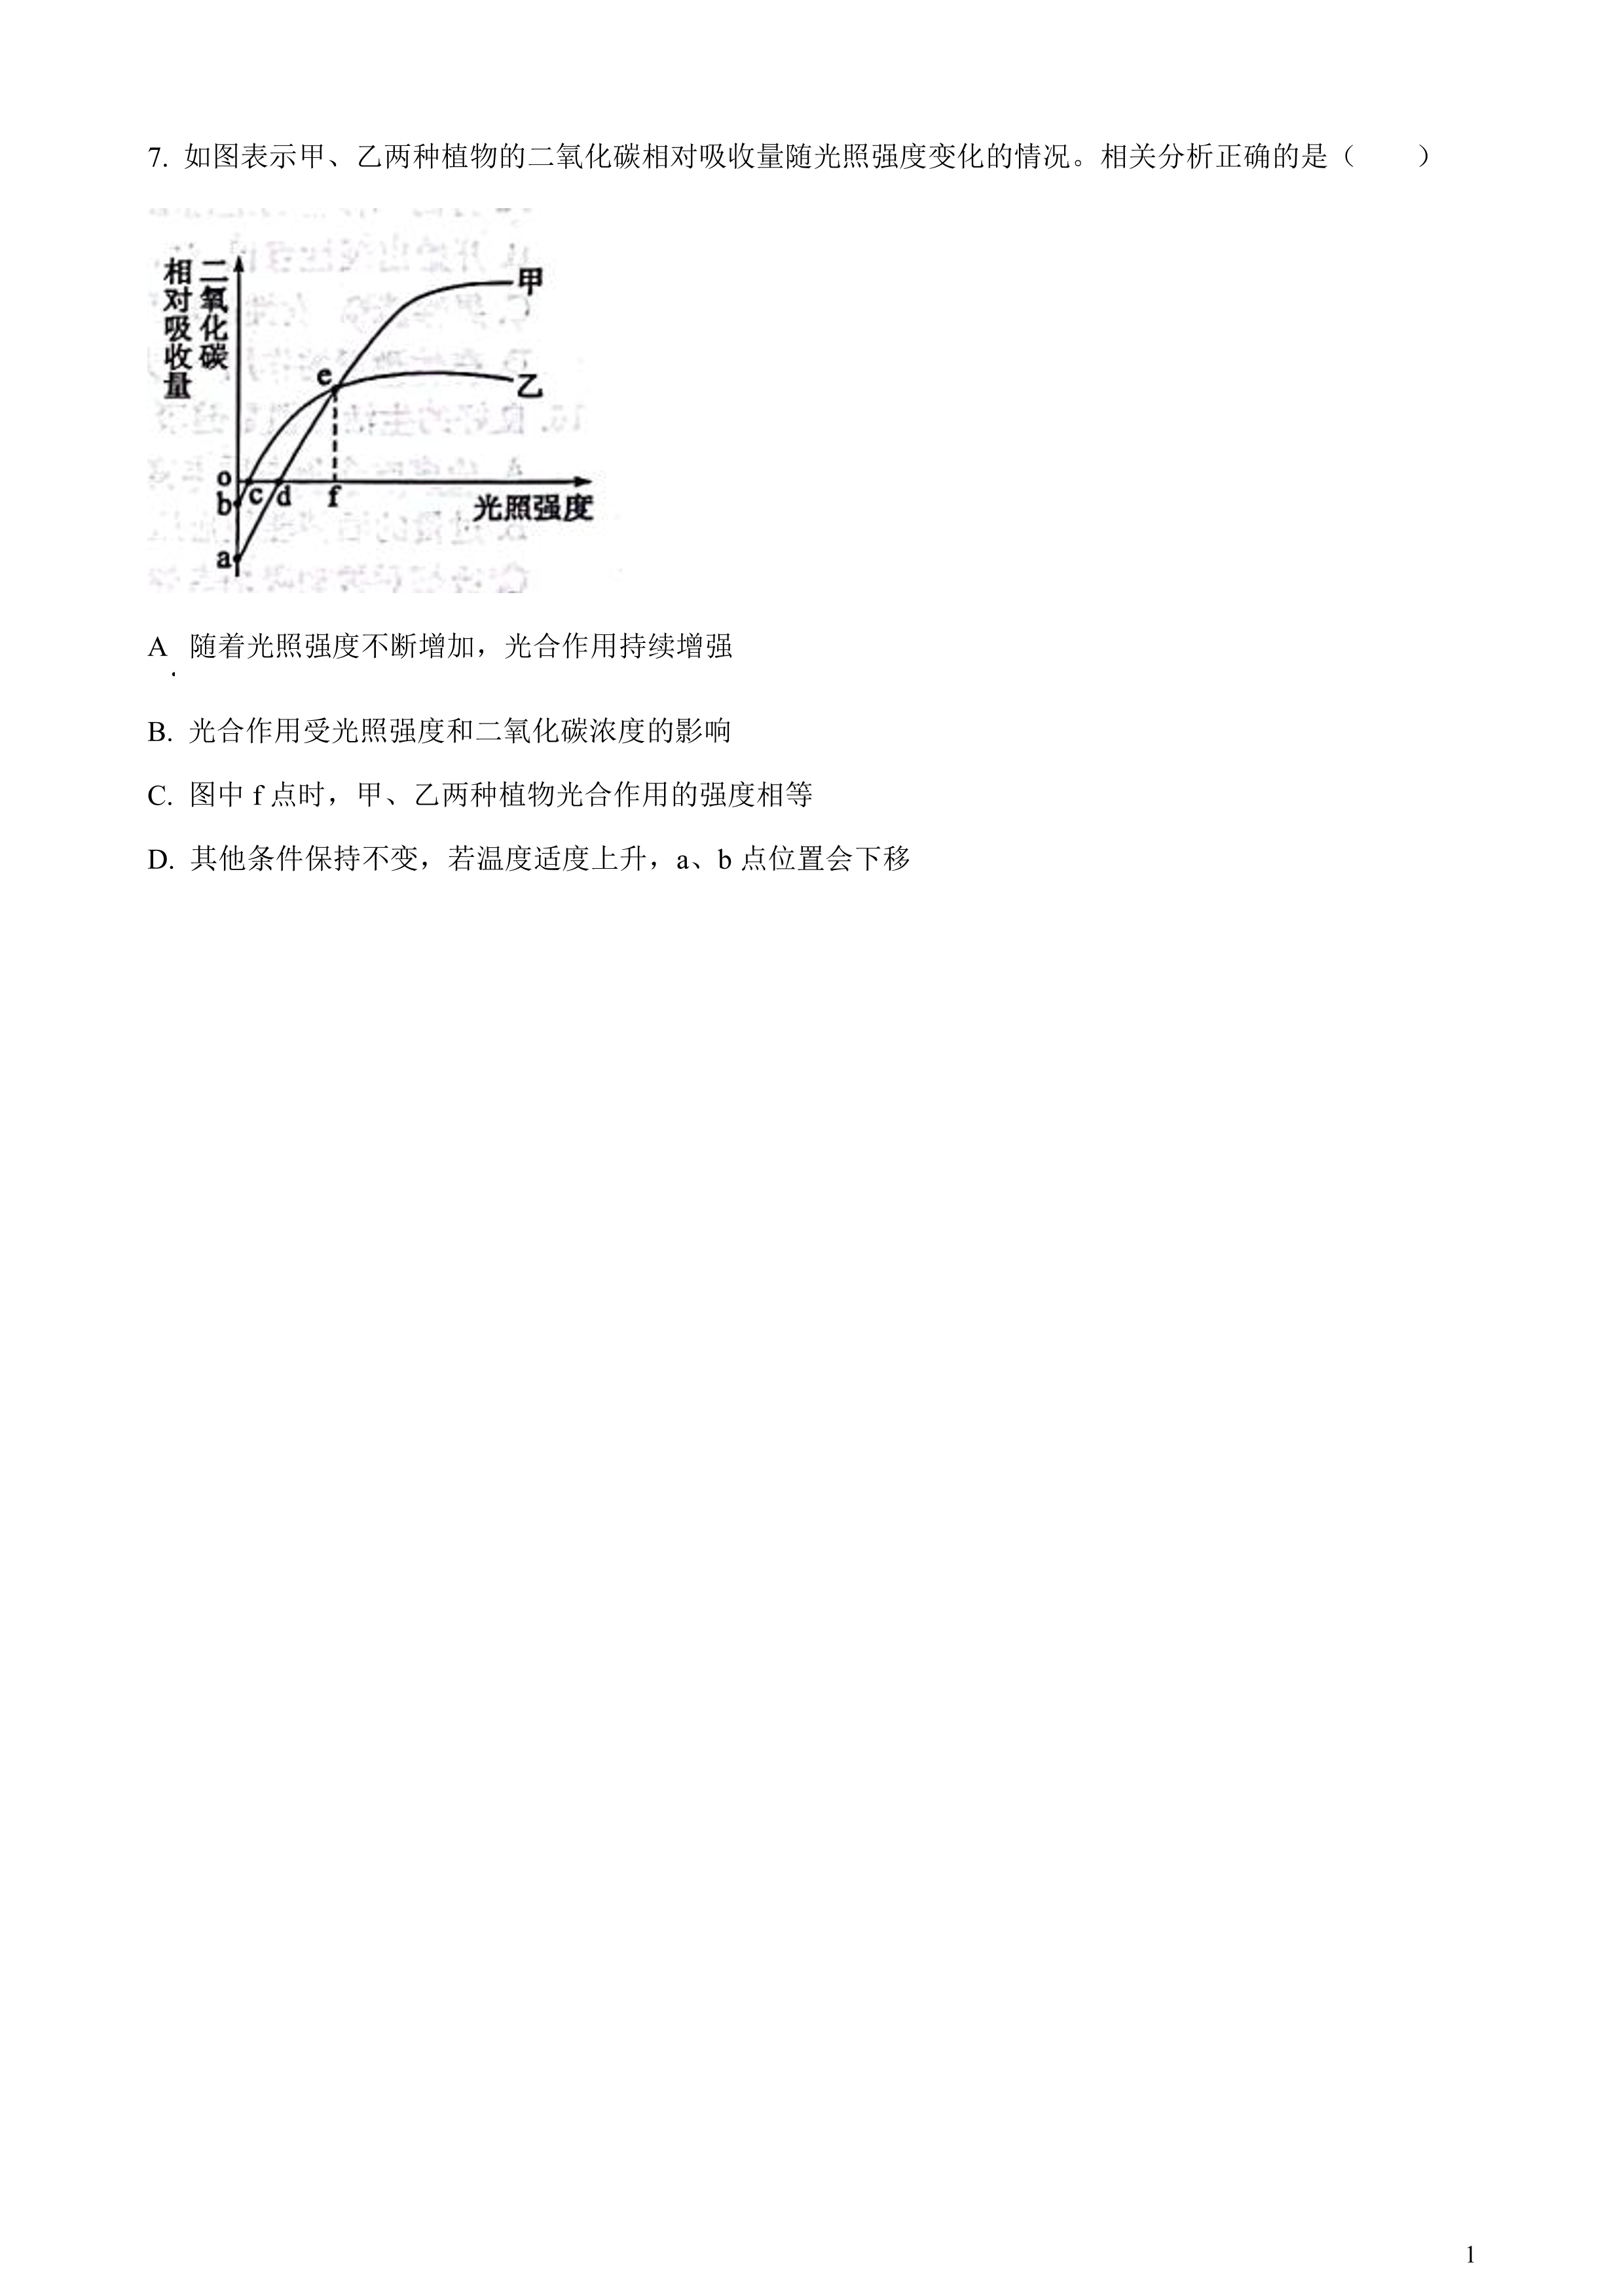 7. 如图表示甲、乙两种植物的二氧化碳相对吸收量随光照强度变化的情况。相关分析正确的是（　　）
二氧化碳
相对吸收量
甲
e
乙
o
c d f
b
光照强度
a
A 随着光照强度不断增加，光合作用持续增强
.
B. 光合作用受光照强度和二氧化碳浓度的影响
C. 图中 f 点时，甲、乙两种植物光合作用的强度相等
D. 其他条件保持不变，若温度适度上升，a、b 点位置会下移
1